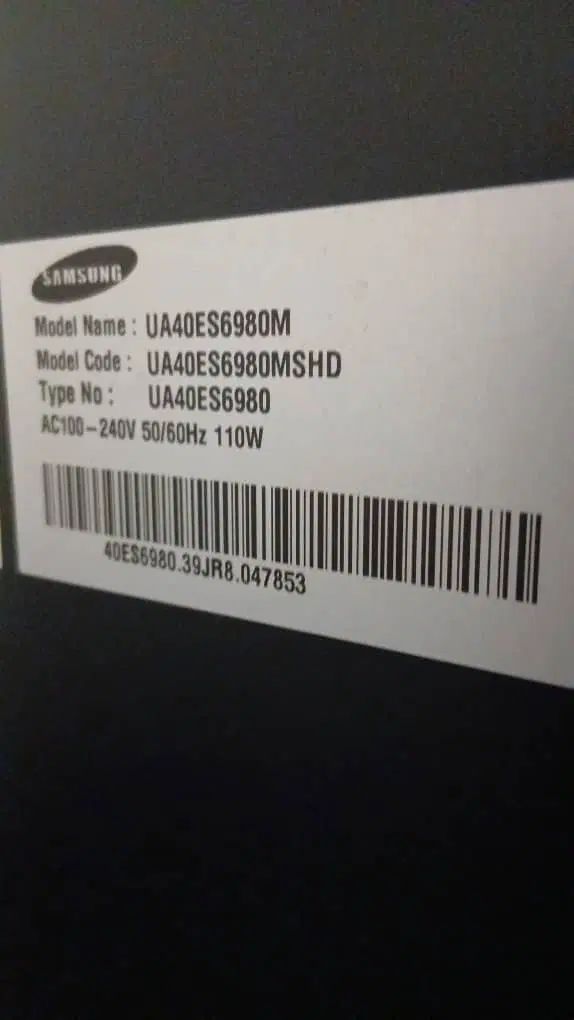 SAMSUNG
Model Name : UA40ES6980M
Model Code : UA40ES6980MSHD
Type No : UA40ES6980
AC100-240V 50/60Hz 110W
40ES6980.39JR8.047853